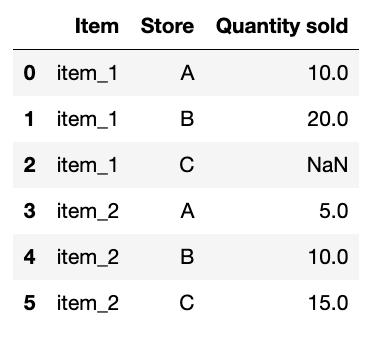 Item Store Quantity sold
0 item_1 A 10.0
1 item_1 B 20.0
2 item_1 C NaN
3 item_2 A 5.0
4 item_2 B 10.0
5 item_2 C 15.0